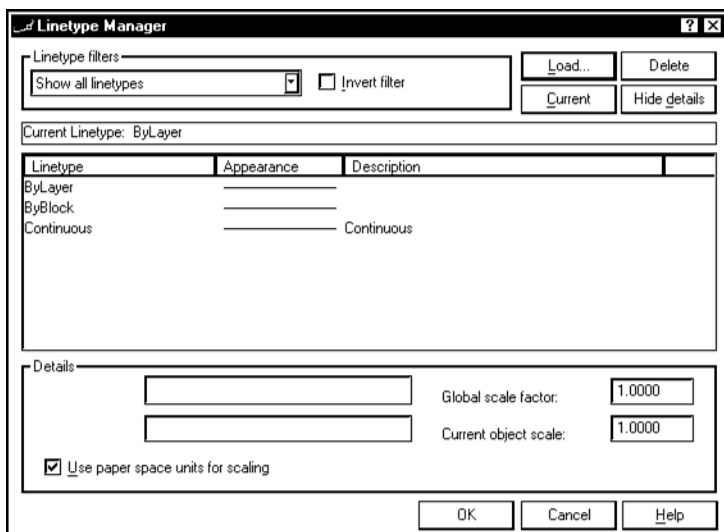 Linetype Manager
Linetype filters
Show all linetypes
Invert filter
Load...
Delete
Current
Hide details
Current Linetype: ByLayer
Linetype Appearance Description
ByLayer
ByBlock
Continuous Continuous
Details
Global scale factor: 1.0000
Current object scale: 1.0000
Use paper space units for scaling
OK Cancel Help